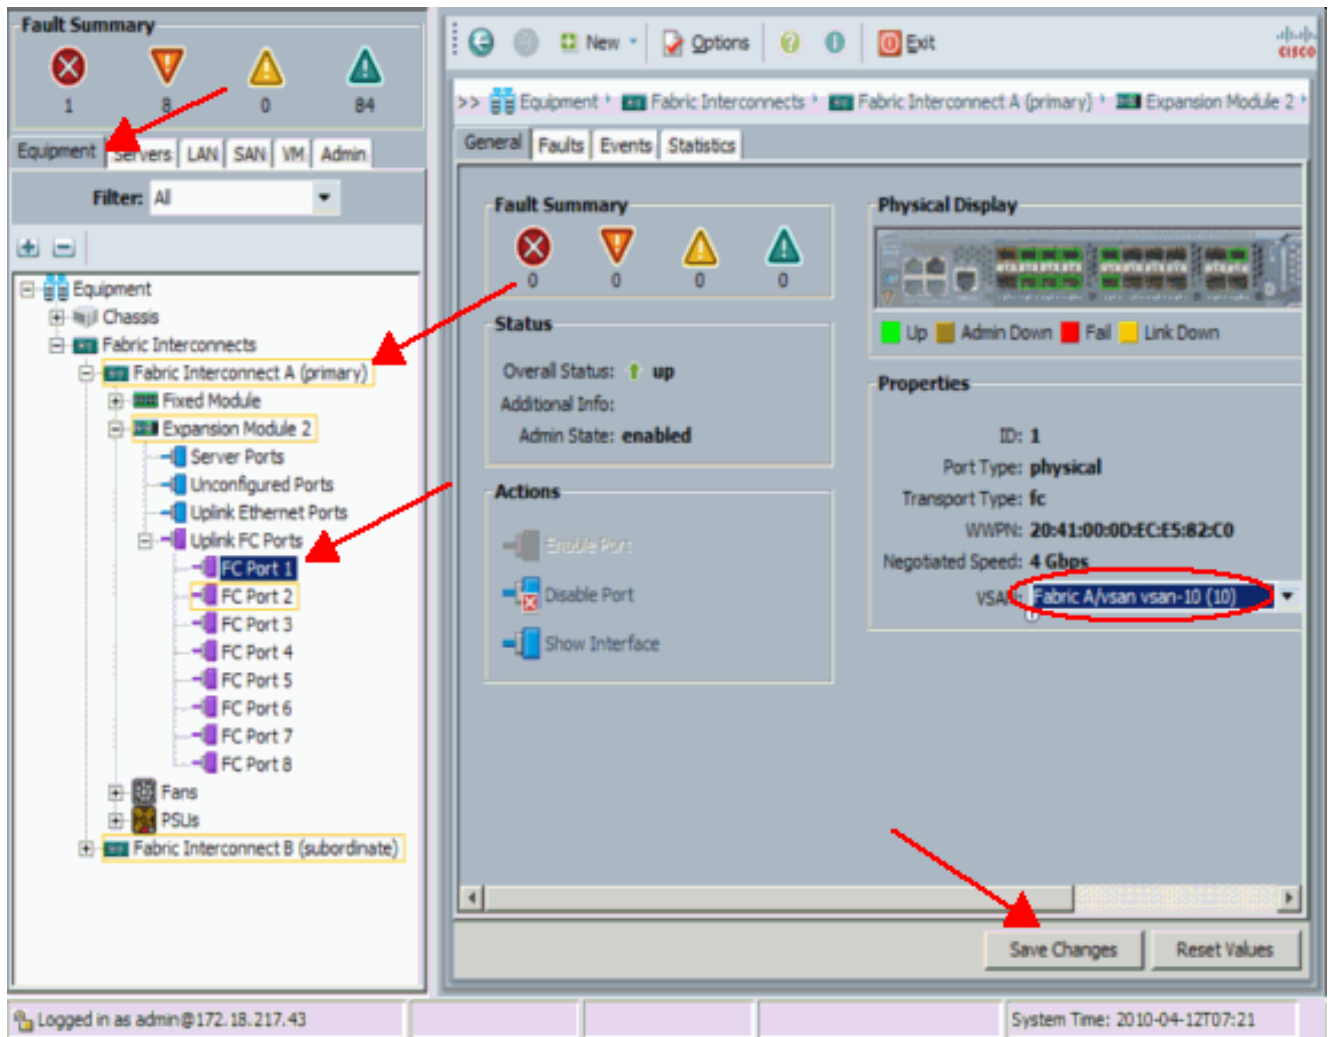 Fault Summary
1 8 0 84
Equipment Servers LAN SAN VM Admin
Filter: All
Equipment
Chassis
Fabric Interconnects
Fabric Interconnect A (primary)
Fixed Module
Expansion Module 2
Server Ports
Unconfigured Ports
Uplink Ethernet Ports
Uplink FC Ports
FC Port 1
FC Port 2
FC Port 3
FC Port 4
FC Port 5
FC Port 6
FC Port 7
FC Port 8
Fans
PSUs
Fabric Interconnect B (subordinate)
New Options Exit
CISCO
>> Equipment Fabric Interconnects Fabric Interconnect A (primary) Expansion Module 2
General Faults Events Statistics
Fault Summary
0 0 0 0
Status
Overall Status: up
Additional Info:
Admin State: enabled
Actions
Enable Port
Disable Port
Show Interface
Physical Display
Up Admin Down Fail Link Down
Properties
ID: 1
Port Type: physical
Transport Type: fc
WWPN: 20:41:00:0D:EC:E5:82:C0
Negotiated Speed: 4 Gbps
VSAN: Fabric A/vsan vsan-10 (10)
Save Changes Reset Values
Logged in as admin@172.18.217.43
System Time: 2010-04-12T07:21